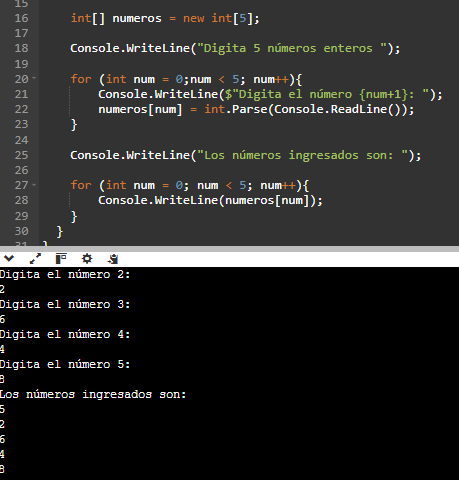 15
16 int[] numeros = new int[5];
17
18 Console.WriteLine("Digita 5 números enteros ");
19
20 for (int num = 0;num < 5; num++){
21 Console.WriteLine($"Digita el número {num+1}: ");
22 numeros[num] = int.Parse(Console.ReadLine());
23 }
24
25 Console.WriteLine("Los números ingresados son: ");
26
27 for (int num = 0; num < 5; num++){
28 Console.WriteLine(numeros[num]);
29 }
30 }
31 }
Digita el número 2:
2
Digita el número 3:
6
Digita el número 4:
4
Digita el número 5:
8
Los números ingresados son:
5
2
6
4
8